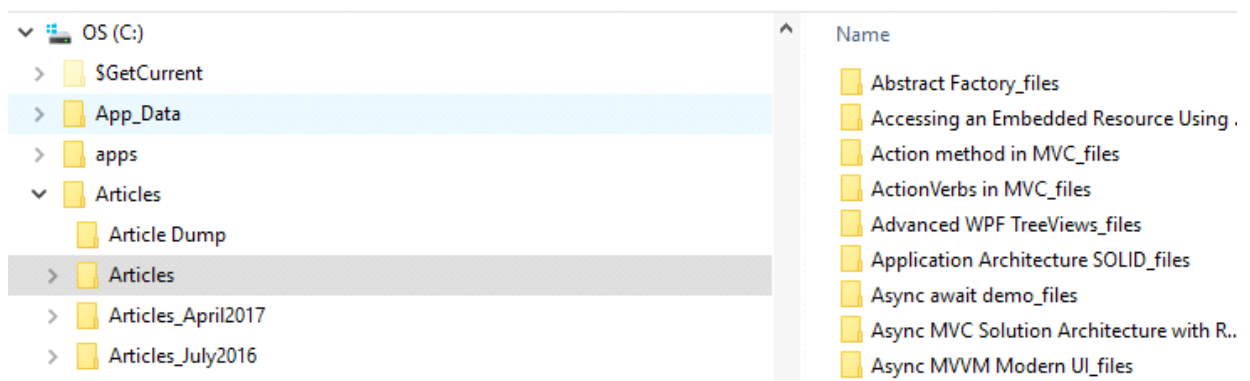 OS (C:)
$GetCurrent
App_Data
apps
Articles
Article Dump
Articles
Articles_April2017
Articles_July2016
Name
Abstract Factory_files
Accessing an Embedded Resource Using .
Action method in MVC_files
ActionVerbs in MVC_files
Advanced WPF TreeViews_files
Application Architecture SOLID_files
Async await demo_files
Async MVC Solution Architecture with R...
Async MVVM Modern UI_files